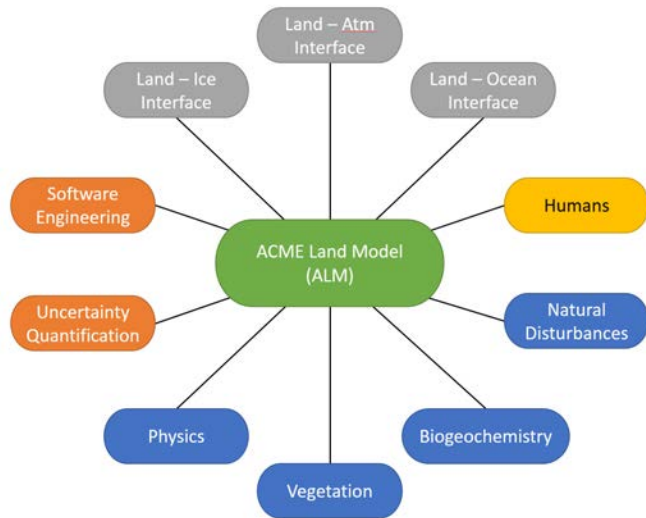 Land – Atm
Interface
Land – Ice
Interface
Land – Ocean
Interface
Software
Engineering
Humans
ACME Land Model
(ALM)
Uncertainty
Quantification
Natural
Disturbances
Physics
Biogeochemistry
Vegetation